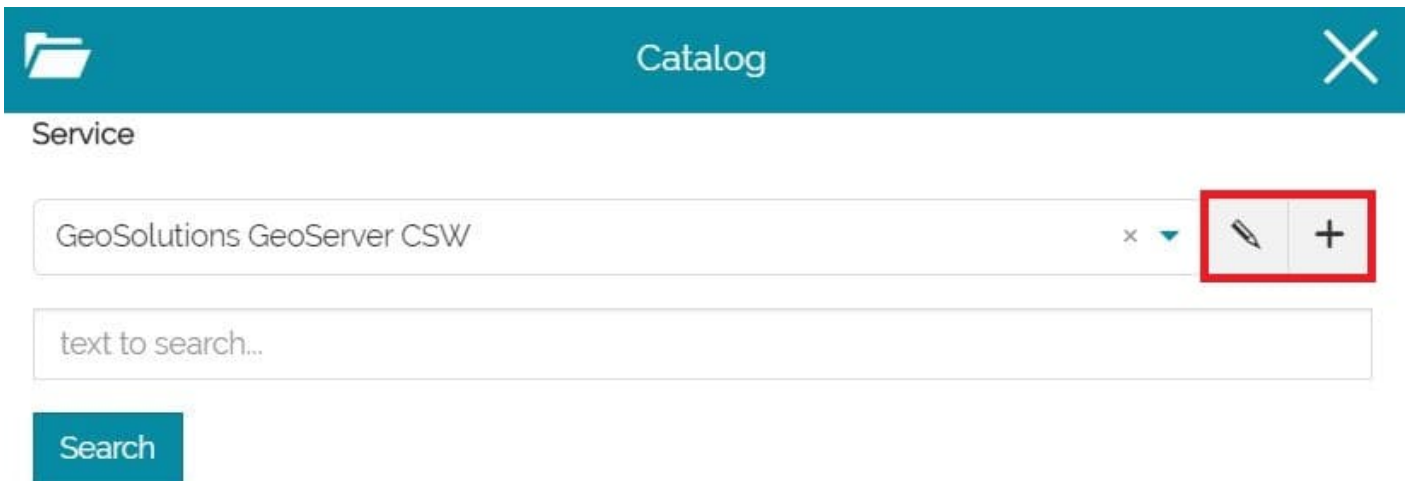 Catalog
Service
GeoSolutions GeoServer CSW
text to search...
Search